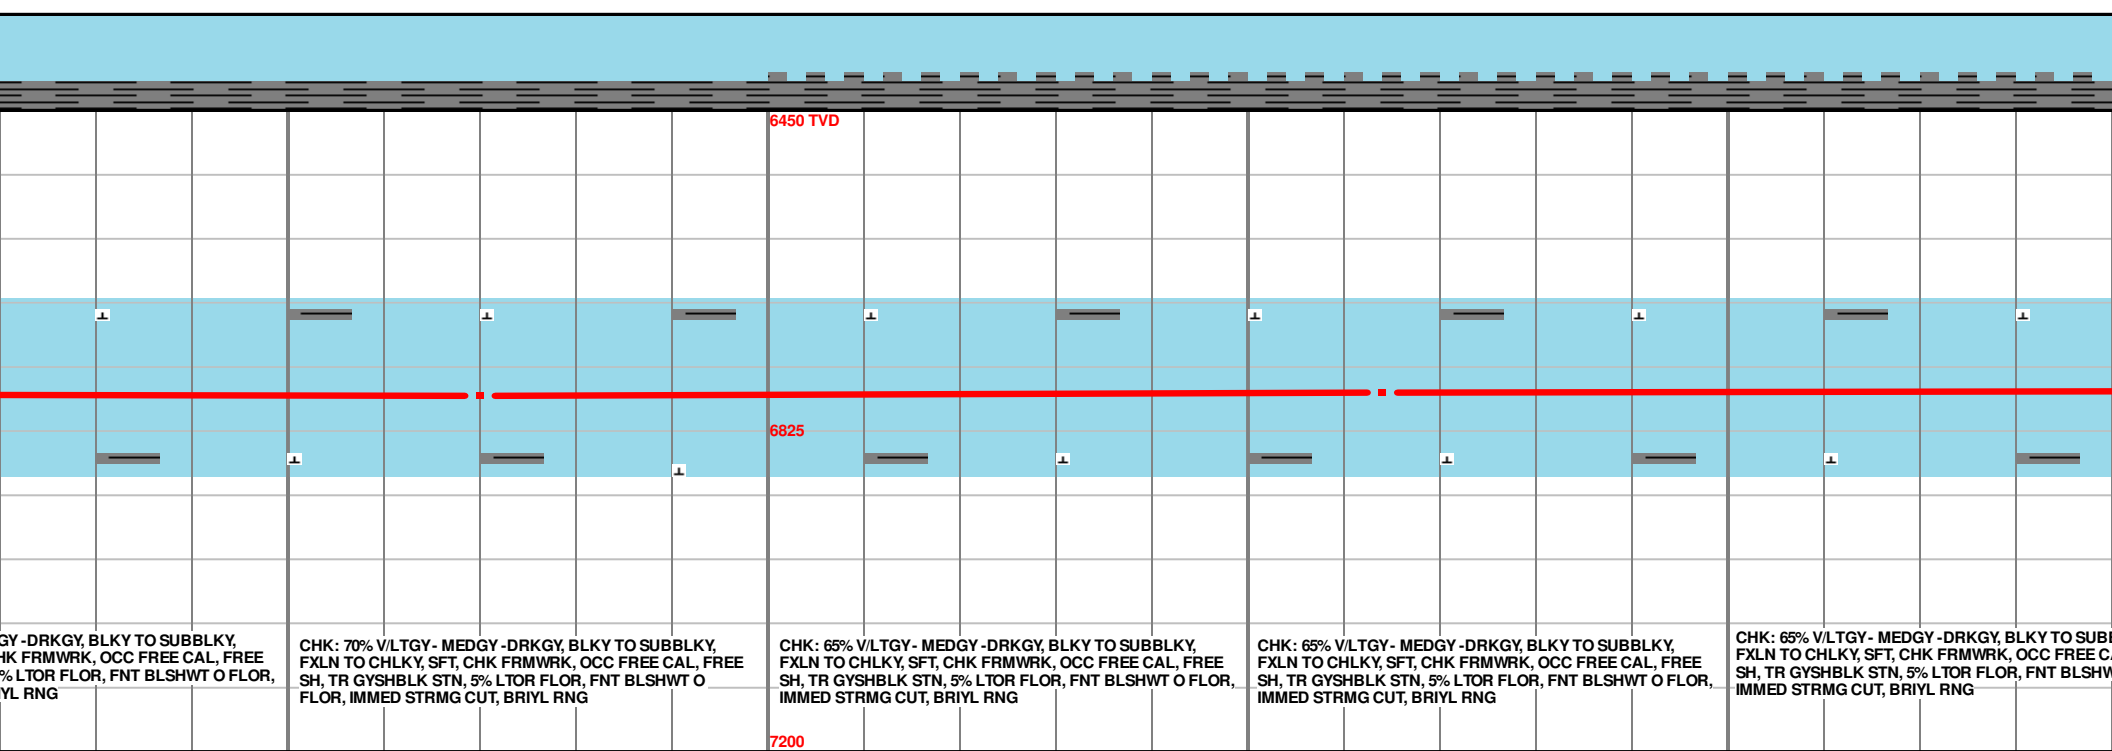 6450 TVD
6825
GY -DRKGY, BLKY TO SUBBLKY,
HK FRMWRK, OCC FREE CAL, FREE
% LTOR FLOR, FNT BLSHWT O FLOR,
IYL RNG
CHK: 70% V/LTGY - MEDGY -DRKGY, BLKY TO SUBBLKY,
FXLN TO CHLKY, SFT, CHK FRMWRK, OCC FREE CAL, FREE
SH, TR GYSHBLK STN, 5% LTOR FLOR, FNT BLSHWT O
FLOR, IMMED STRMG CUT, BRIYL RNG
CHK: 65% V/LTGY - MEDGY -DRKGY, BLKY TO SUBBLKY,
FXLN TO CHLKY, SFT, CHK FRMWRK, OCC FREE CAL, FREE
SH, TR GYSHBLK STN, 5% LTOR FLOR, FNT BLSHWT O FLOR,
IMMED STRMG CUT, BRIYL RNG
CHK: 65% V/LTGY - MEDGY -DRKGY, BLKY TO SUBBLKY,
FXLN TO CHLKY, SFT, CHK FRMWRK, OCC FREE CAL, FREE
SH, TR GYSHBLK STN, 5% LTOR FLOR, FNT BLSHWT O FLOR,
IMMED STRMG CUT, BRIYL RNG
CHK: 65% V/LTGY - MEDGY -DRKGY, BLKY TO
FXLN TO CHLKY, SFT, CHK FRMWRK, OCC FREE
SH, TR GYSHBLK STN, 5% LTOR FLOR, FNT
IMMED STRMG CUT, BRIYL RNG
7200